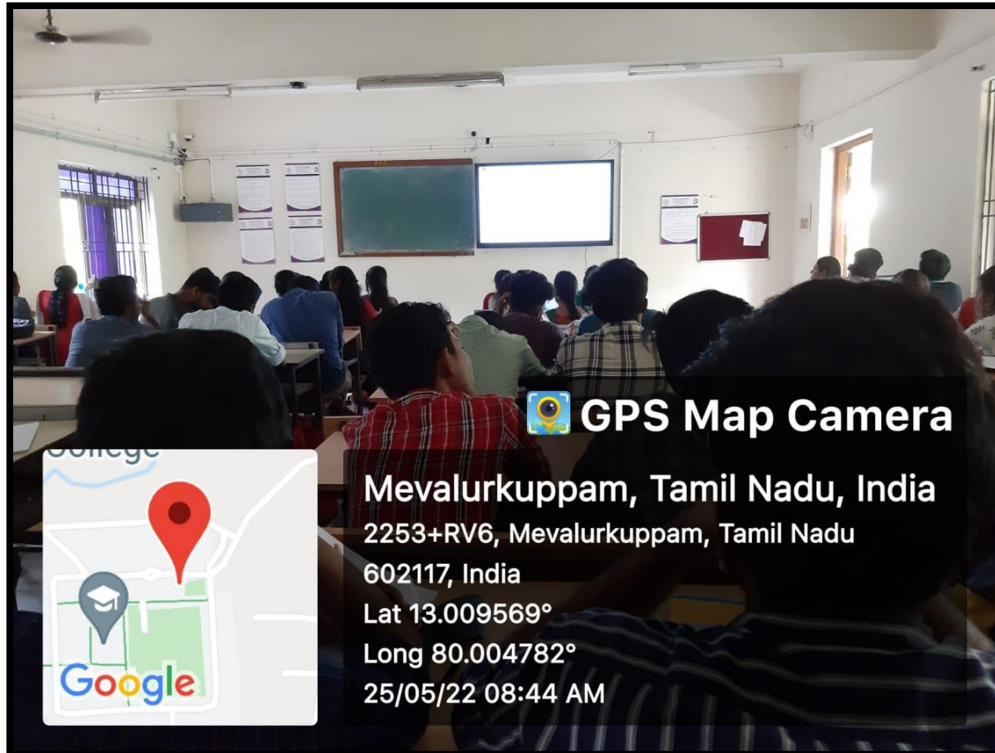 GPS Map Camera
Mevalurkuppam, Tamil Nadu, India
2253+RV6, Mevalurkuppam, Tamil Nadu
602117, India
Lat 13.009569°
Long 80.004782°
25/05/22 08:44 AM
College
Google